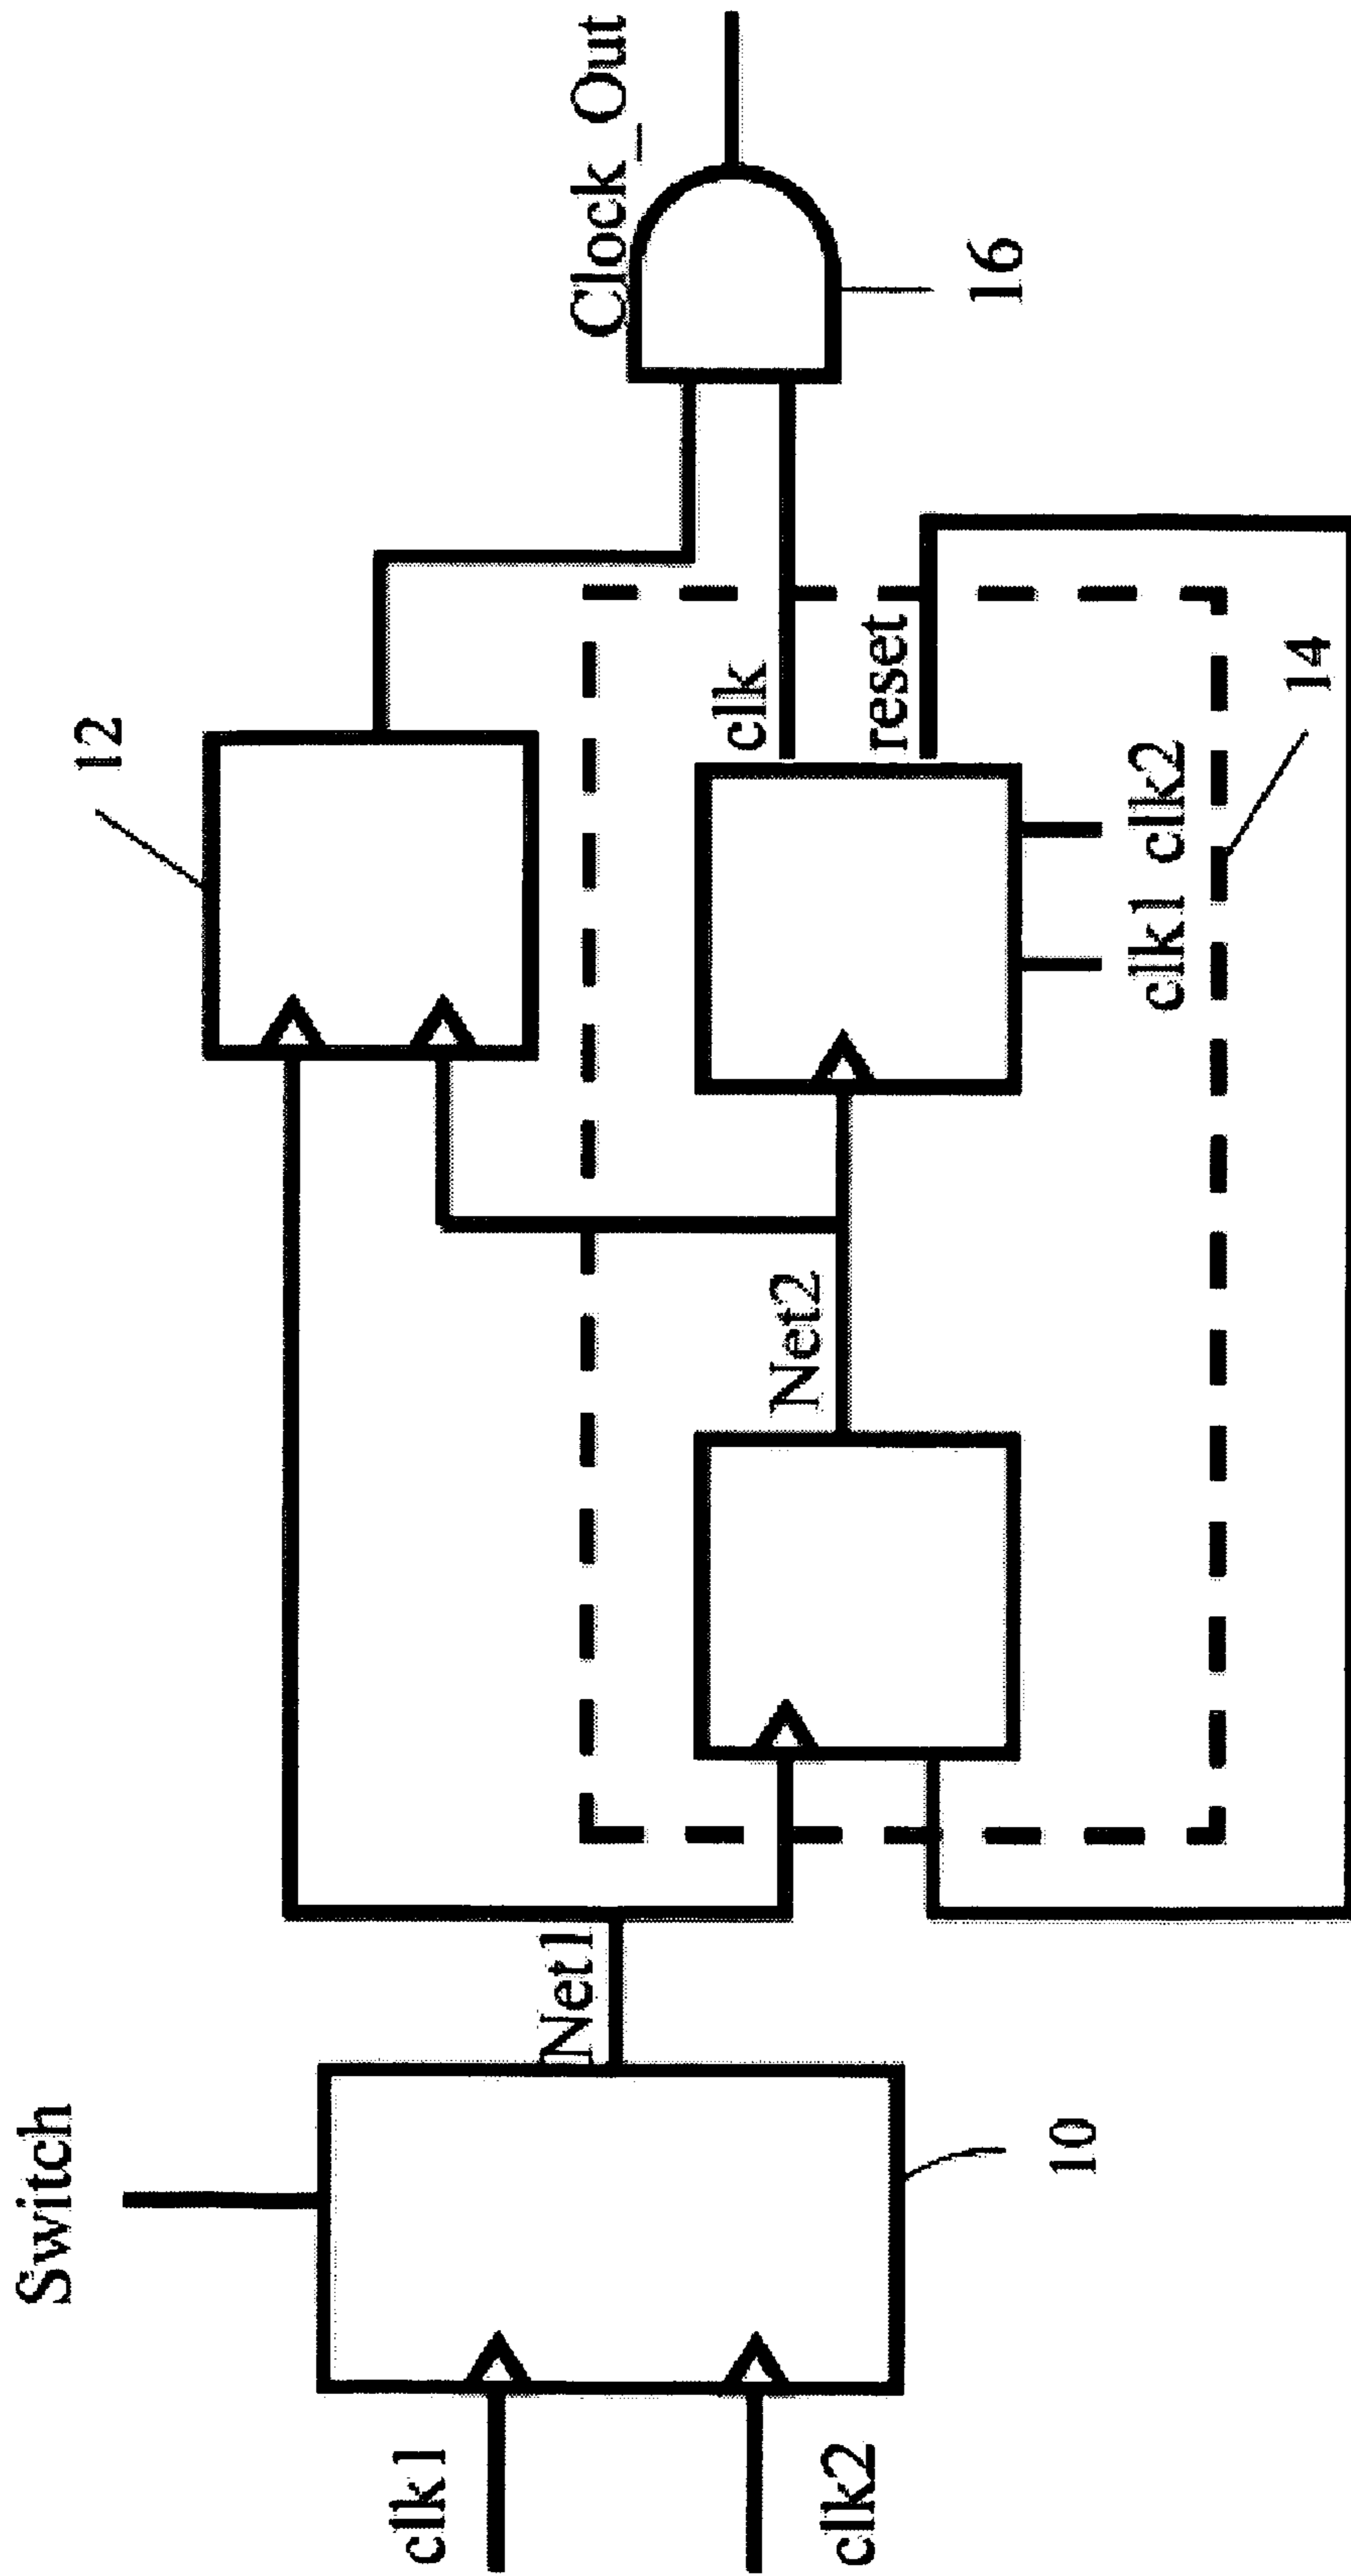 Switch
clk1
clk2
10
Net1
12
Net2
clk
reset
clk1 clk2
14
Clock_Out
16